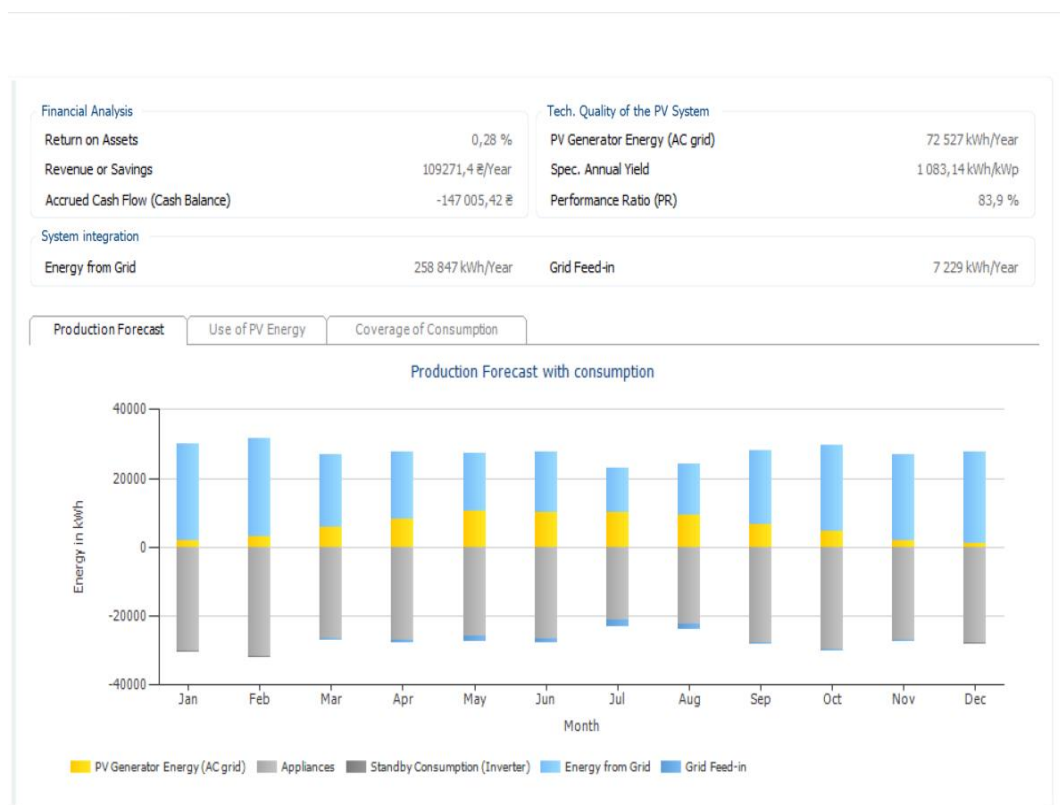 Financial Analysis
Return on Assets 0,28 %
Revenue or Savings 109271,4 ₴/Year
Accrued Cash Flow (Cash Balance) -147 005,42 ₴
Tech. Quality of the PV System
PV Generator Energy (AC grid) 72 527 kWh/Year
Spec. Annual Yield 1 083,14 kWh/kWp
Performance Ratio (PR) 83,9 %
System integration
Energy from Grid 258 847 kWh/Year
Grid Feed-in 7 229 kWh/Year
Production Forecast Use of PV Energy Coverage of Consumption
Production Forecast with consumption
Energy in kWh
40000
20000
0
-20000
-40000
Jan Feb Mar Apr May Jun Jul Aug Sep Oct Nov Dec
Month
PV Generator Energy (AC grid) Appliances Standby Consumption (Inverter) Energy from Grid Grid Feed-in